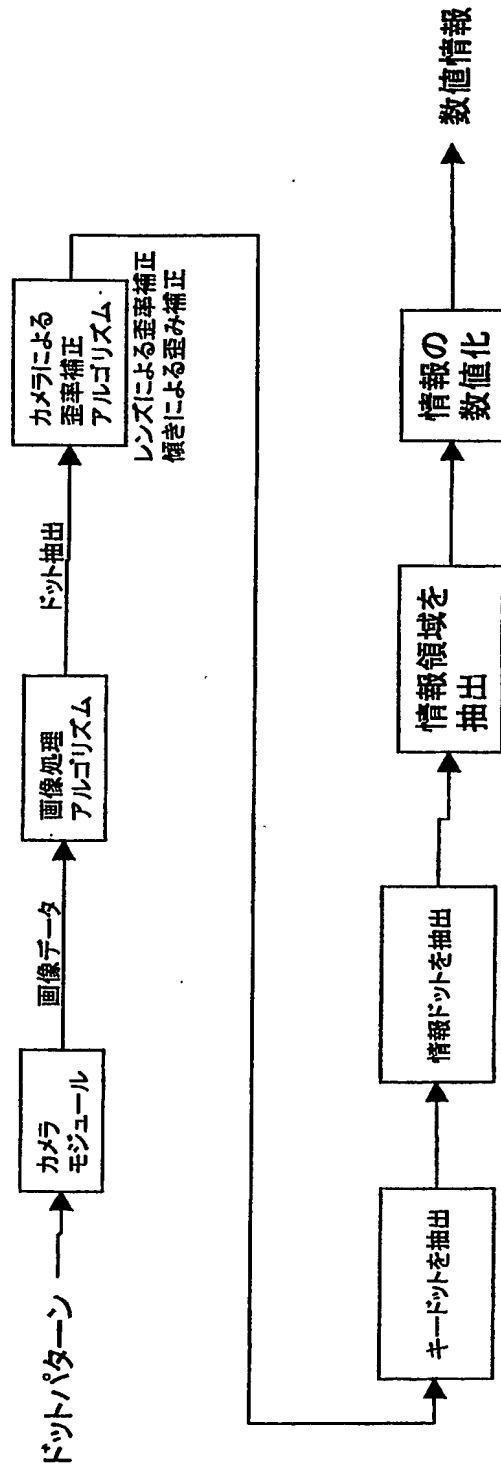 ドットパターン
カメラ
モジュール
画像データ
画像処理
アルゴリズム
ドット抽出
カメラによる
歪率補正
アルゴリズム
レンズによる歪率補正
傾きによる歪み補正
キードットを抽出
情報ドットを抽出
情報領域を
抽出
情報の
数値化
数値情報